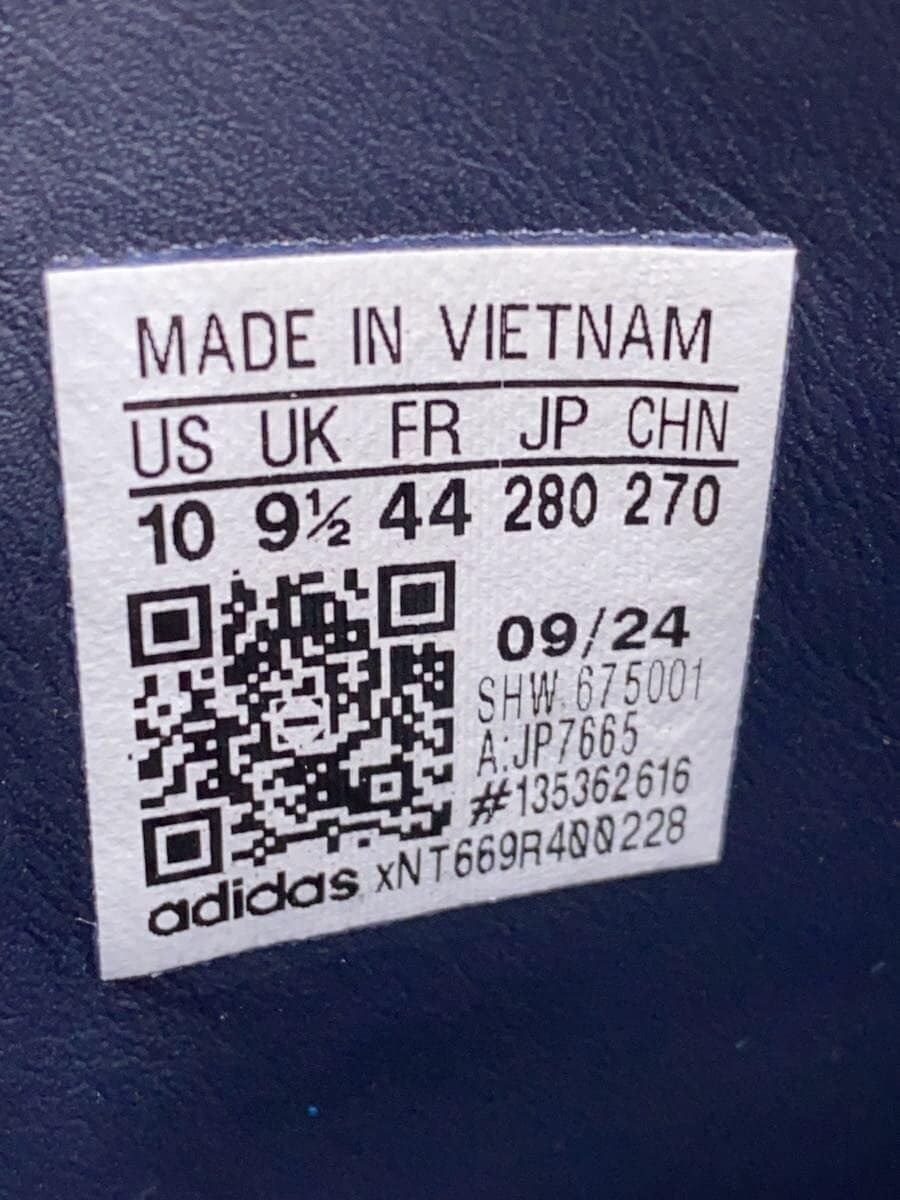 MADE IN VIETNAM
US UK FR JP CHN
10 9½ 44 280 270
09/24
SHW 675001
A:JP7665
#135362616
adidas xNT669R400228